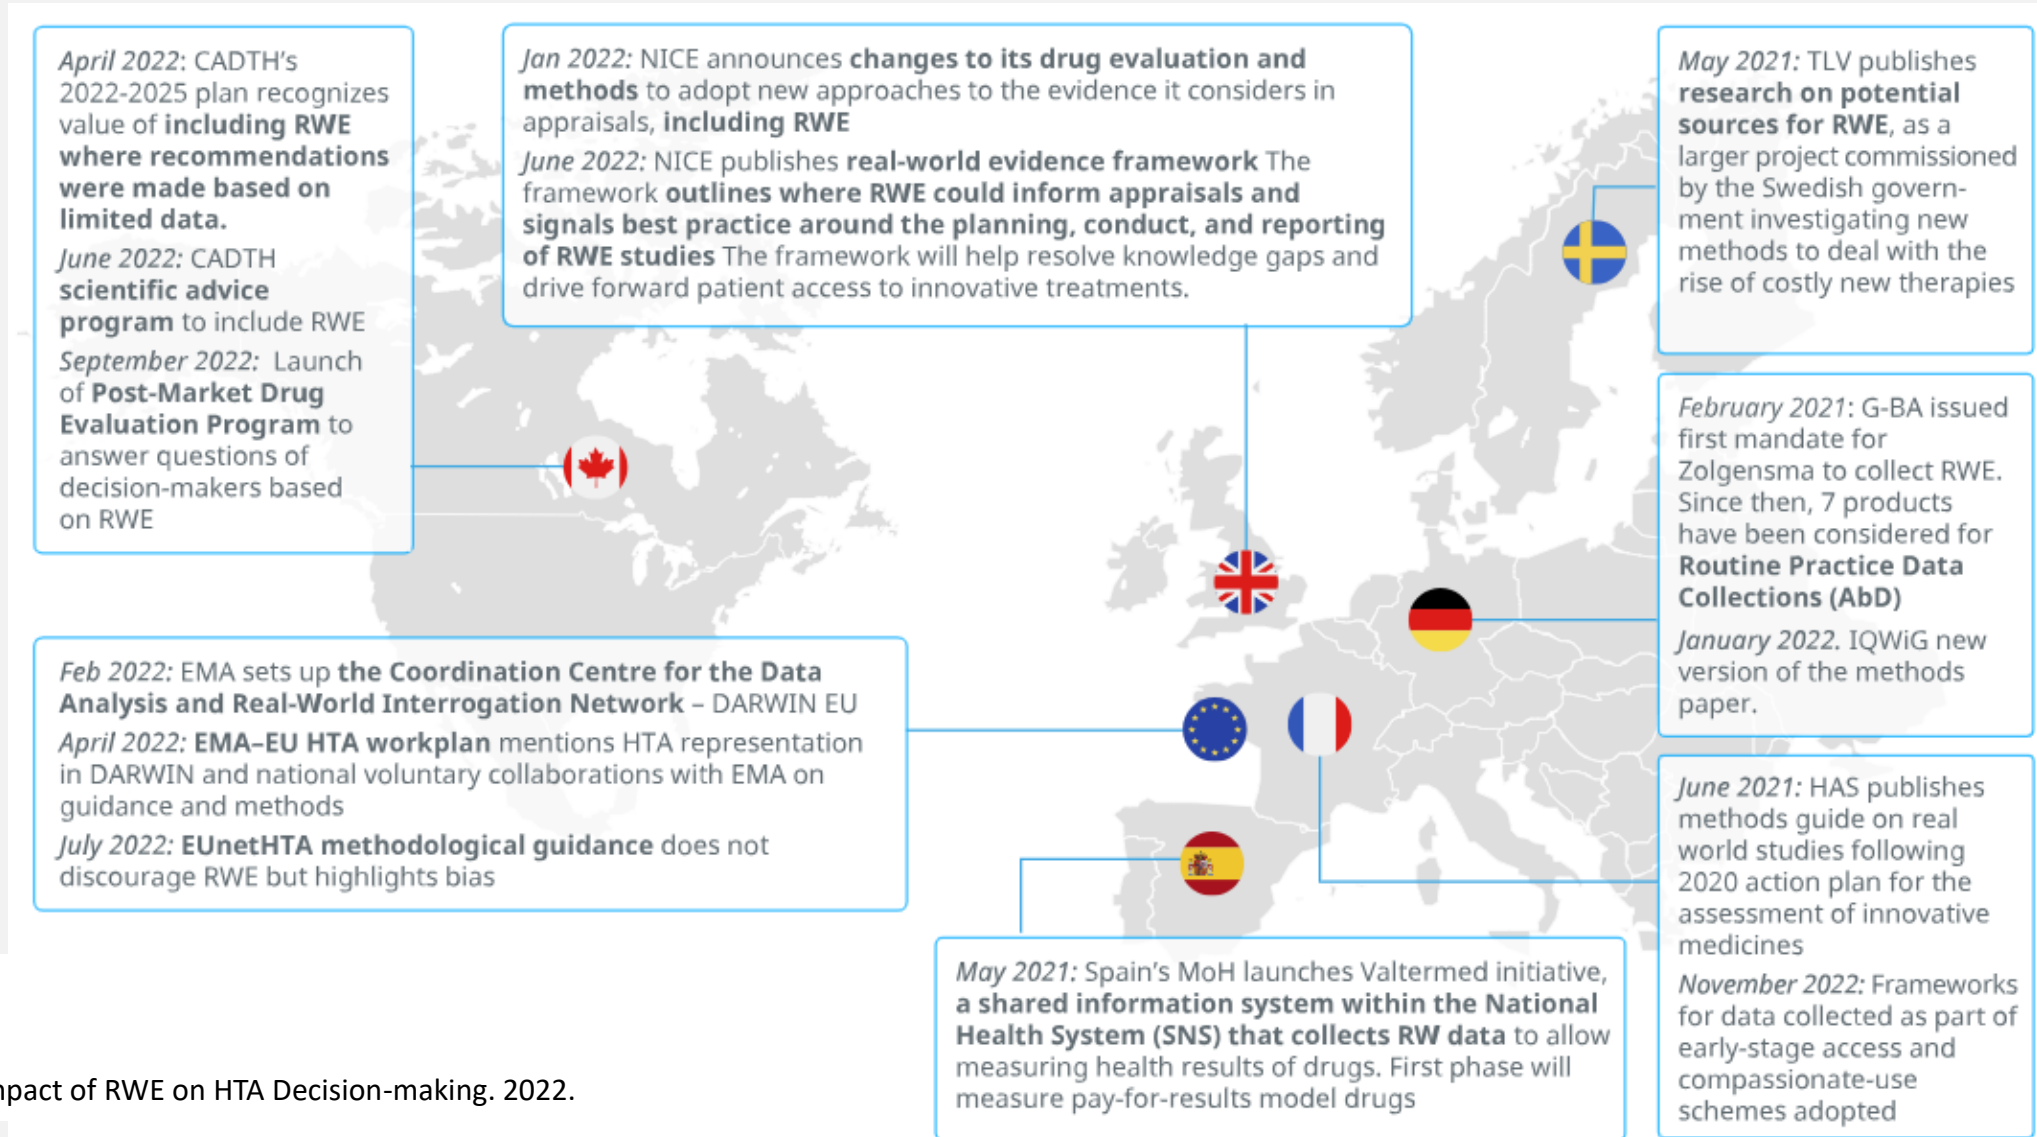 April 2022: CADTH's
2022-2025 plan recognizes
value of including RWE
where recommendations
were made based on
limited data.
June 2022: CADTH
scientific advice
program to include RWE
September 2022: Launch
of Post-Market Drug
Evaluation Program to
answer questions of
decision-makers based
on RWE
Jan 2022: NICE announces changes to its drug evaluation and
methods to adopt new approaches to the evidence it considers in
appraisals, including RWE
June 2022: NICE publishes real-world evidence framework The
framework outlines where RWE could inform appraisals and
signals best practice around the planning, conduct, and reporting
of RWE studies The framework will help resolve knowledge gaps and
drive forward patient access to innovative treatments.
May 2021: TLV publishes
research on potential
sources for RWE, as a
larger project commissioned
by the Swedish govern-
ment investigating new
methods to deal with the
rise of costly new therapies
February 2021: G-BA issued
first mandate for
Zolgensma to collect RWE.
Since then, 7 products
have been considered for
Routine Practice Data
Collections (AbD)
January 2022. IQWiG new
version of the methods
paper.
Feb 2022: EMA sets up the Coordination Centre for the Data
Analysis and Real-World Interrogation Network – DARWIN EU
April 2022: EMA–EU HTA workplan mentions HTA representation
in DARWIN and national voluntary collaborations with EMA on
guidance and methods
July 2022: EUnetHTA methodological guidance does not
discourage RWE but highlights bias
June 2021: HAS publishes
methods guide on real
world studies following
2020 action plan for the
assessment of innovative
medicines
November 2022: Frameworks
for data collected as part of
early-stage access and
compassionate-use
schemes adopted
May 2021: Spain's MoH launches Valtermed initiative,
a shared information system within the National
Health System (SNS) that collects RW data to allow
measuring health results of drugs. First phase will
measure pay-for-results model drugs
of RWE on HTA Decision-making. 2022.